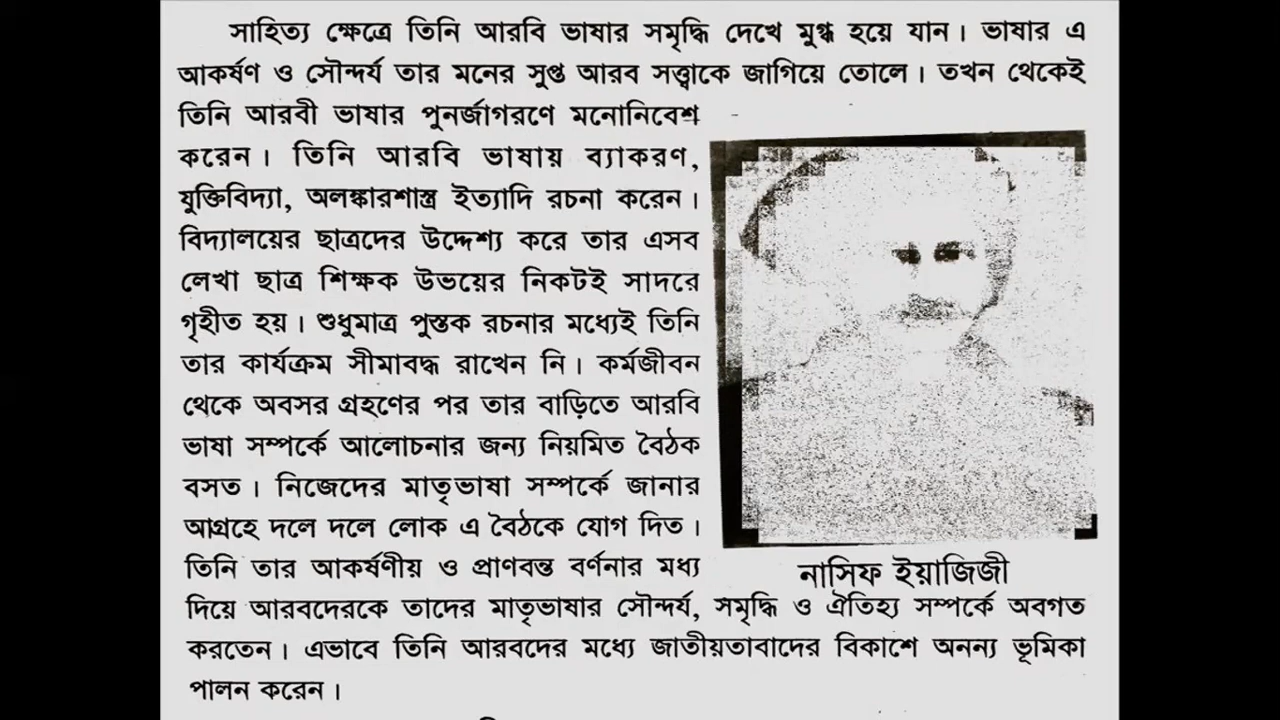 সাহিত্য ক্ষেত্রে তিনি আরবি ভাষার সমৃদ্ধি দেখে মুগ্ধ হয়ে যান। ভাষার এ
আকর্ষণ ও সৌন্দর্য তার মনের সুপ্ত আরব সত্ত্বাকে জাগিয়ে তোলে। তখন থেকেই
তিনি আরবী ভাষার পুনর্জাগরণে মনোনিবেশ
করেন। তিনি আরবি ভাষায় ব্যাকরণ,
যুক্তিবিদ্যা, অলঙ্কারশাস্ত্র ইত্যাদি রচনা করেন।
বিদ্যালয়ের ছাত্রদের উদ্দেশ্য করে তার এসব
লেখা ছাত্র শিক্ষক উভয়ের নিকটই সাদরে
গৃহীত হয়। শুধুমাত্র পুস্তক রচনার মধ্যেই তিনি
তার কার্যক্রম সীমাবদ্ধ রাখেন নি। কর্মজীবন
থেকে অবসর গ্রহণের পর তার বাড়িতে আরবি
ভাষা সম্পর্কে আলোচনার জন্য নিয়মিত বৈঠক
বসত। নিজেদের মাতৃভাষা সম্পর্কে জানার
আগ্রহে দলে দলে লোক এ বৈঠকে যোগ দিত।
তিনি তার আকর্ষণীয় ও প্রাণবন্ত বর্ণনার মধ্য
নাসিফ ইয়াজিজী
দিয়ে আরবদেরকে তাদের মাতৃভাষার সৌন্দর্য, সমৃদ্ধি ও ঐতিহ্য সম্পর্কে অবগত
করতেন। এভাবে তিনি আরবদের মধ্যে জাতীয়তাবাদের বিকাশে অনন্য ভূমিকা
পালন করেন।